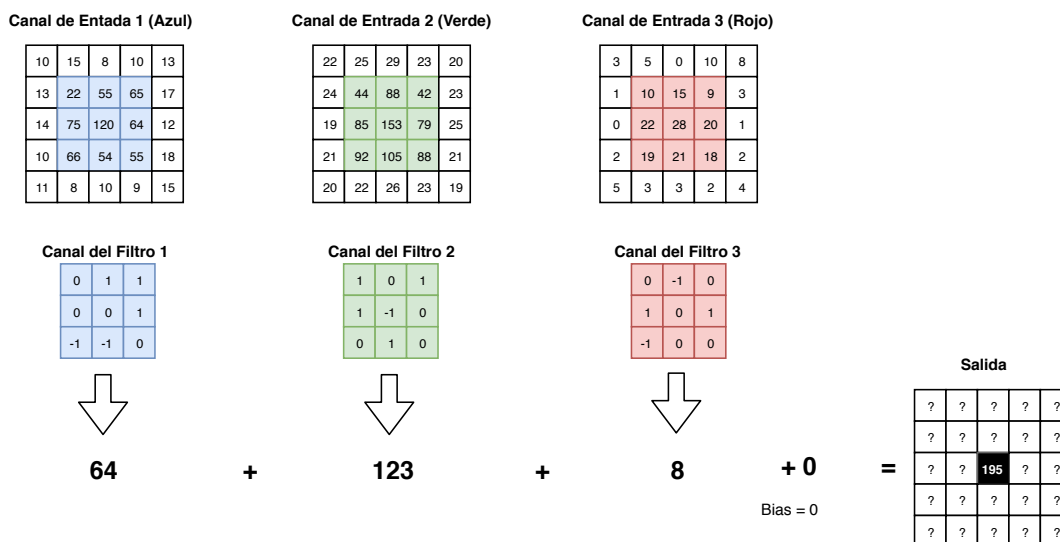 Canal de Entada 1 (Azul) Canal de Entrada 2 (Verde) Canal de Entrada 3 (Rojo)
10 15 8 10 13 22 25 29 23 20 3 5 0 10 8
13 22 55 65 17 24 44 88 42 23 1 10 15 9 3
14 75 120 64 12 19 85 153 79 25 0 22 28 20 1
10 66 54 55 18 21 92 105 88 21 2 19 21 18 2
11 8 10 9 15 20 22 26 23 19 5 3 3 2 4
Canal del Filtro 1 Canal del Filtro 2 Canal del Filtro 3
0 1 1 1 0 1 0 -1 0
0 0 1 1 -1 0 1 0 1
-1 -1 0 0 1 0 -1 0 0
Salida
? ? ? ? ?
? ? ? ? ?
64 + 123 + 8 + 0 = ? ? 195 ? ?
Bias = 0 ? ? ? ? ?
? ? ? ? ?